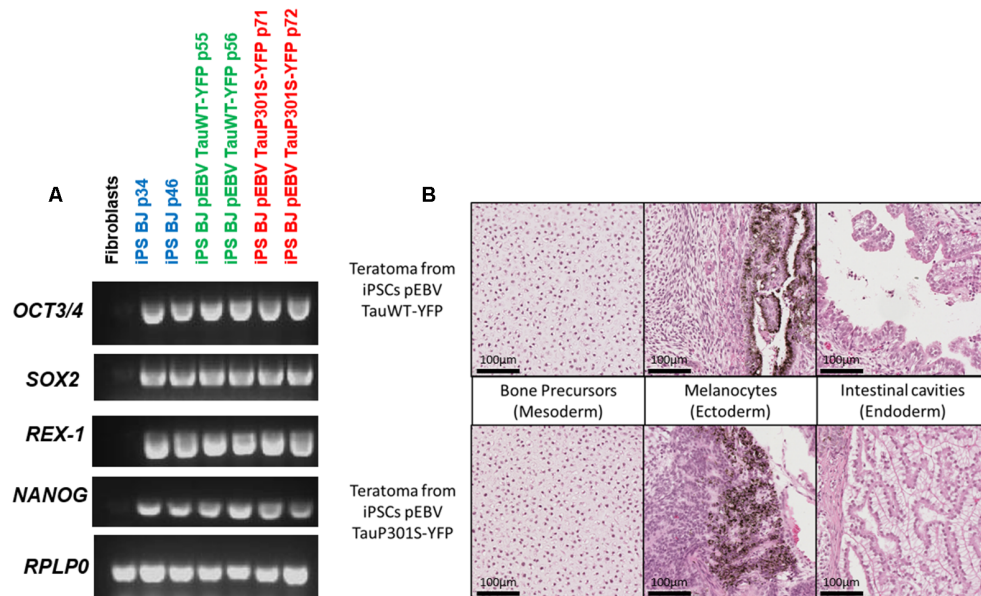 A
Fibroblasts
iPS BJ p34
iPS BJ p46
iPS BJ pEBV TauWT-YFP p55
iPS BJ pEBV TauWT-YFP p56
iPS BJ pEBV TauP301S-YFP p71
iPS BJ pEBV TauP301S-YFP p72
OCT3/4
SOX2
REX-1
NANOG
RPLP0
B
Teratoma from
iPSCs pEBV
TauWT-YFP
100µm
100µm
100µm
Bone Precursors
(Mesoderm)
Melanocytes
(Ectoderm)
Intestinal cavities
(Endoderm)
Teratoma from
iPSCs pEBV
TauP301S-YFP
100µm
100µm
100µm